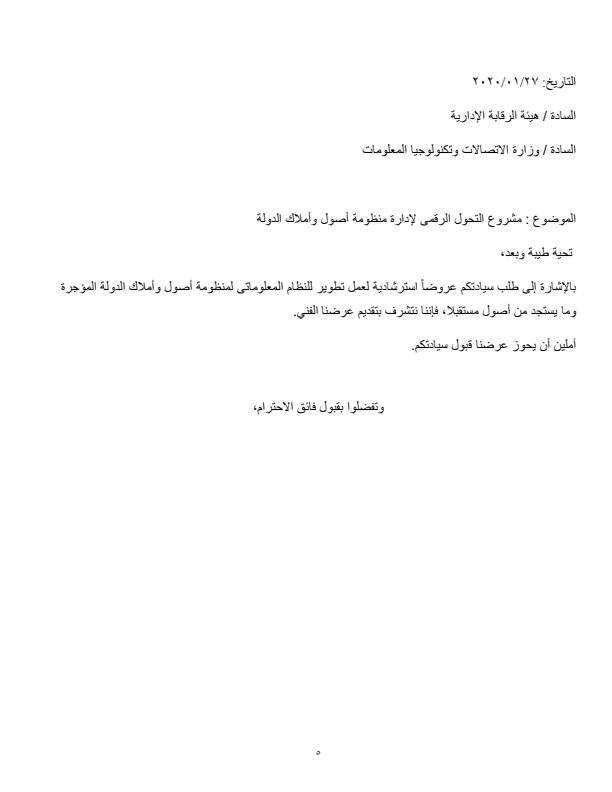 التاريخ: ٢٠٢٠/٠١/٢٧
السادة / هيئة الرقابة الإدارية
السادة / وزارة الاتصالات وتكنولوجيا المعلومات
الموضوع : مشروع التحول الرقمى لإدارة منظومة أصول وأملاك الدولة
تحية طيبة وبعد،
بالإشارة إلى طلب سيادتكم عروضاً استرشادية لعمل تطوير للنظام المعلوماتى لمنظومة أصول وأملاك الدولة المؤجرة
وما يستجد من أصول مستقبلا، فإننا نتشرف بتقديم عرضنا الفني.
آملين أن يحوز عرضنا قبول سيادتكم.
وتفضلوا بقبول فائق الاحترام،
٥